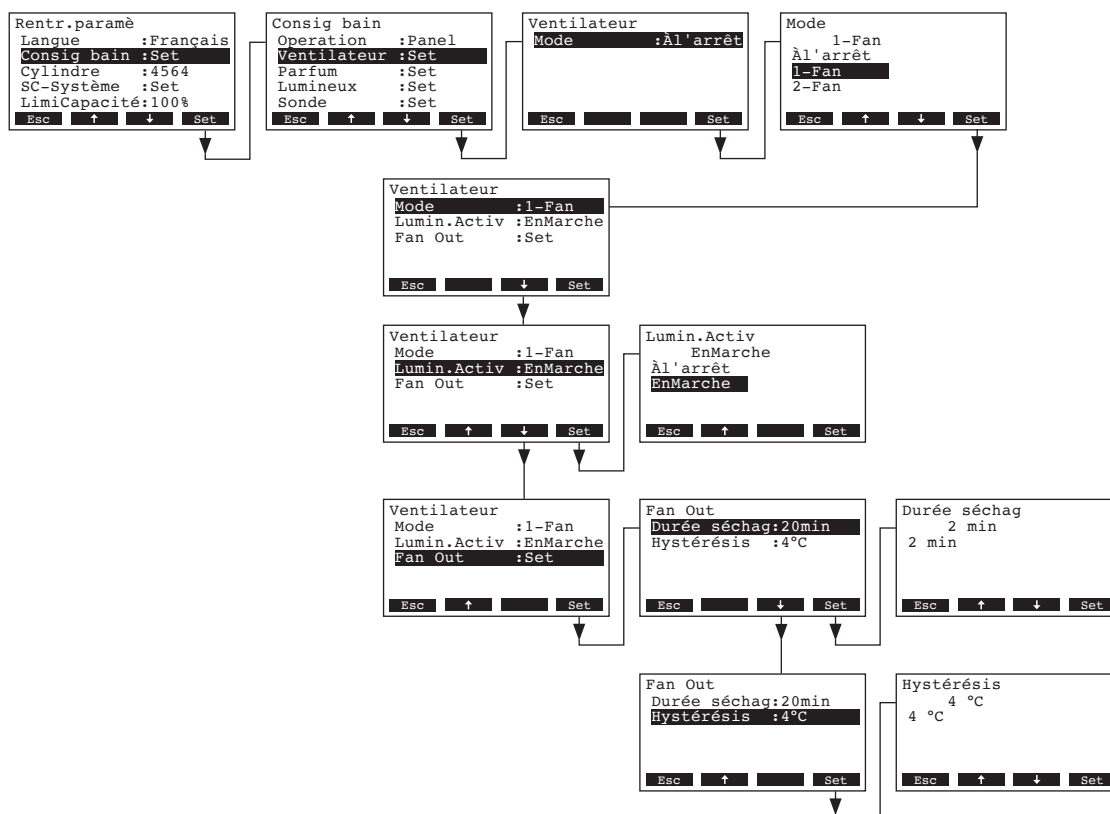 Rentr.paramè
Langue :Français
Consig bain :Set
Cylindre :4564
SC-Système :Set
LimiCapacité:100%
Esc ↑ ↓ Set
Consig bain
Operation :Panel
Ventilateur :Set
Parfum :Set
Lumineux :Set
Sonde :Set
Esc ↑ ↓ Set
Ventilateur
Mode :Àl'arrêt
Esc Set
Mode
1-Fan
Àl'arrêt
1-Fan
2-Fan
Esc ↑ ↓ Set
Ventilateur
Mode :1-Fan
Lumin.Activ :EnMarche
Fan Out :Set
Esc ↓ Set
Ventilateur
Mode :1-Fan
Lumin.Activ :EnMarche
Fan Out :Set
Esc ↑ ↓ Set
Lumin.Activ
EnMarche
Àl'arrêt
EnMarche
Esc ↑ Set
Ventilateur
Mode :1-Fan
Lumin.Activ :EnMarche
Fan Out :Set
Esc ↑ Set
Fan Out
Durée séchag:20min
Hystérésis :4°C
Esc ↓ Set
Durée séchag
2 min
2 min
Esc ↑ ↓ Set
Fan Out
Durée séchag:20min
Hystérésis :4°C
Esc ↑ Set
Hystérésis
4 °C
4 °C
Esc ↑ ↓ Set